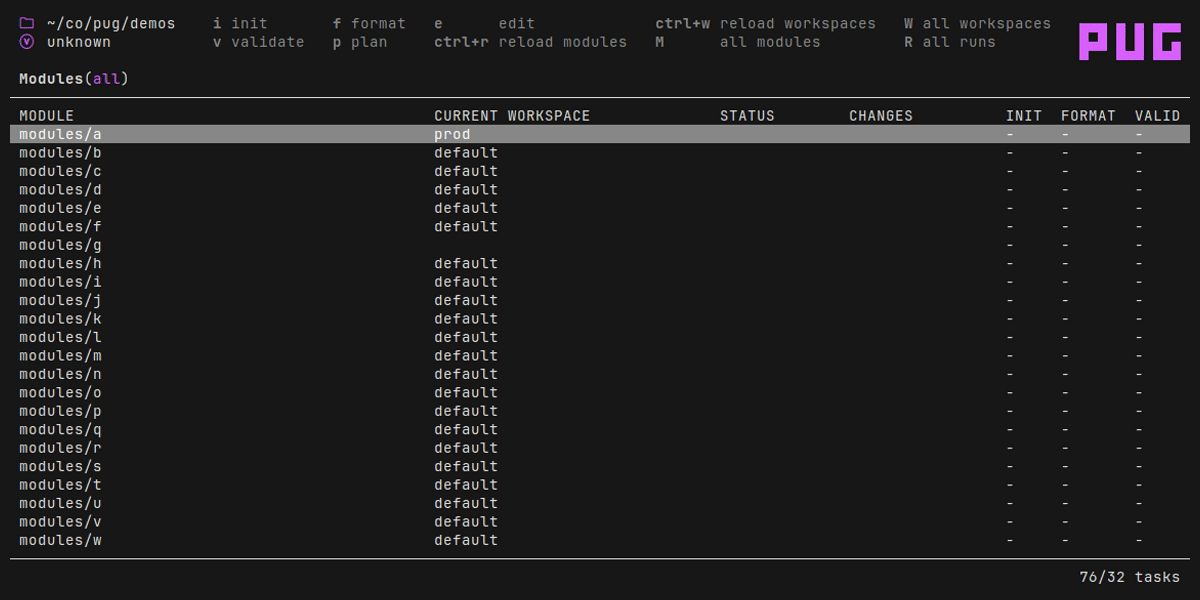 ~/co/pug/demos i init f format e edit ctrl+w reload workspaces W all workspaces
unknown v validate p plan ctrl+r reload modules M all modules R all runs
PUG
Modules(all)
MODULE CURRENT WORKSPACE STATUS CHANGES INIT FORMAT VALID
modules/a prod - - -
modules/b default - - -
modules/c default - - -
modules/d default - - -
modules/e default - - -
modules/f default - - -
modules/g - - -
modules/h default - - -
modules/i default - - -
modules/j default - - -
modules/k default - - -
modules/l default - - -
modules/m default - - -
modules/n default - - -
modules/o default - - -
modules/p default - - -
modules/q default - - -
modules/r default - - -
modules/s default - - -
modules/t default - - -
modules/u default - - -
modules/v default - - -
modules/w default - - -
76/32 tasks